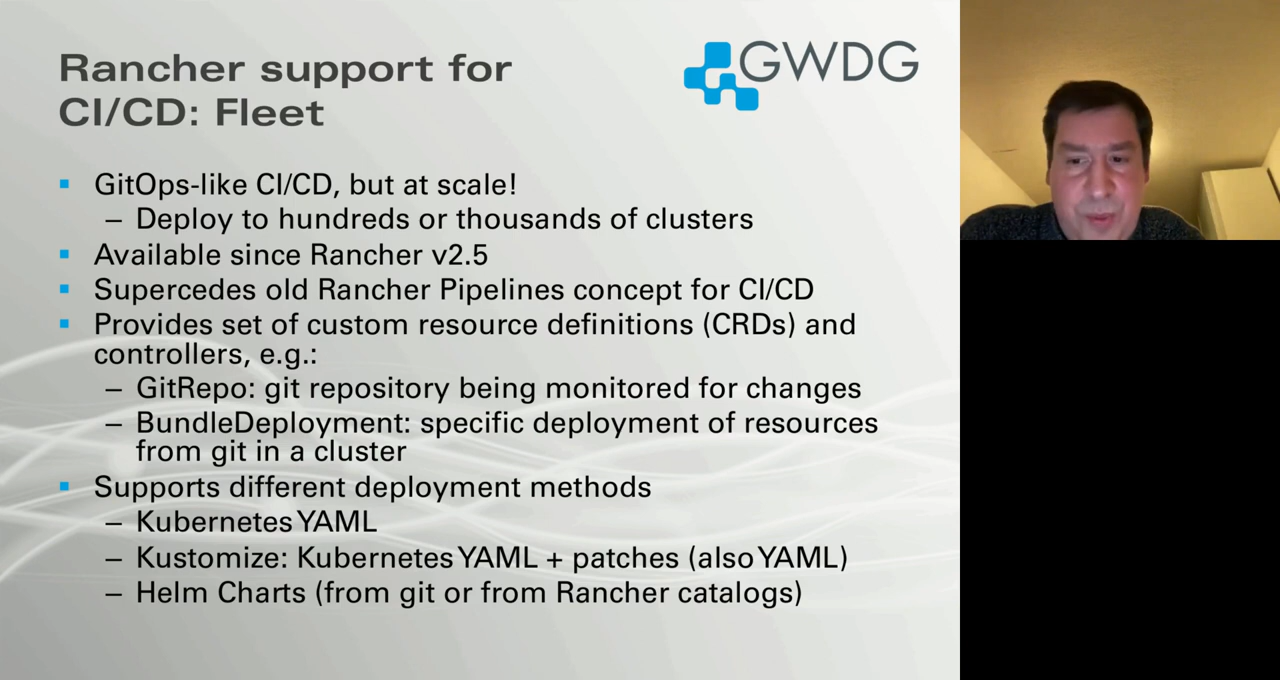 Rancher support for
CI/CD: Fleet
GWDG
▪ GitOps-like CI/CD, but at scale!
– Deploy to hundreds or thousands of clusters
▪ Available since Rancher v2.5
▪ Supercedes old Rancher Pipelines concept for CI/CD
▪ Provides set of custom resource definitions (CRDs) and
controllers, e.g.:
– GitRepo: git repository being monitored for changes
– BundleDeployment: specific deployment of resources
from git in a cluster
▪ Supports different deployment methods
– Kubernetes YAML
– Kustomize: Kubernetes YAML + patches (also YAML)
– Helm Charts (from git or from Rancher catalogs)